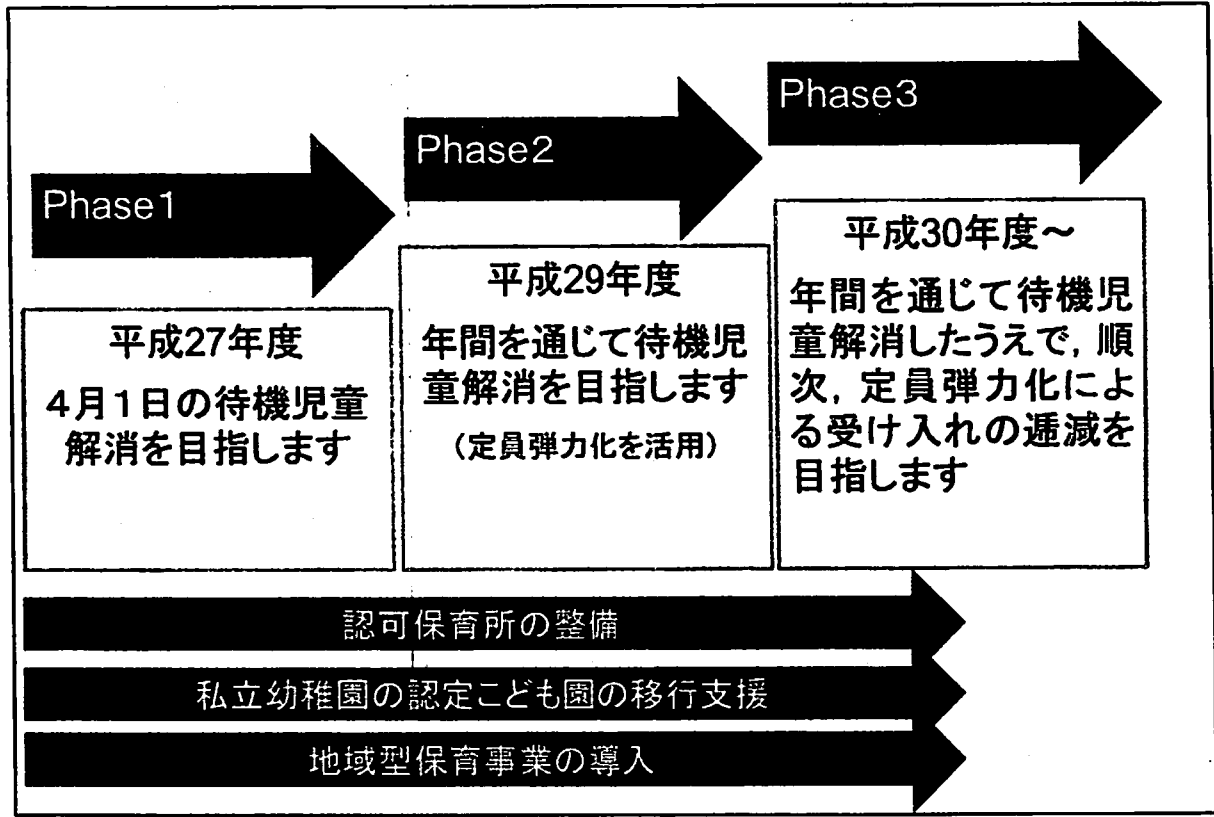 Phase1
平成27年度
4月1日の待機児童
解消を目指します
Phase2
平成29年度
年間を通じて待機児
童解消を目指します
（定員弾力化を活用）
Phase3
平成30年度～
年間を通じて待機児
童解消したうえで，順
次，定員弾力化によ
る受け入れの逓減を
目指します
認可保育所の整備
私立幼稚園の認定こども園の移行支援
地域型保育事業の導入